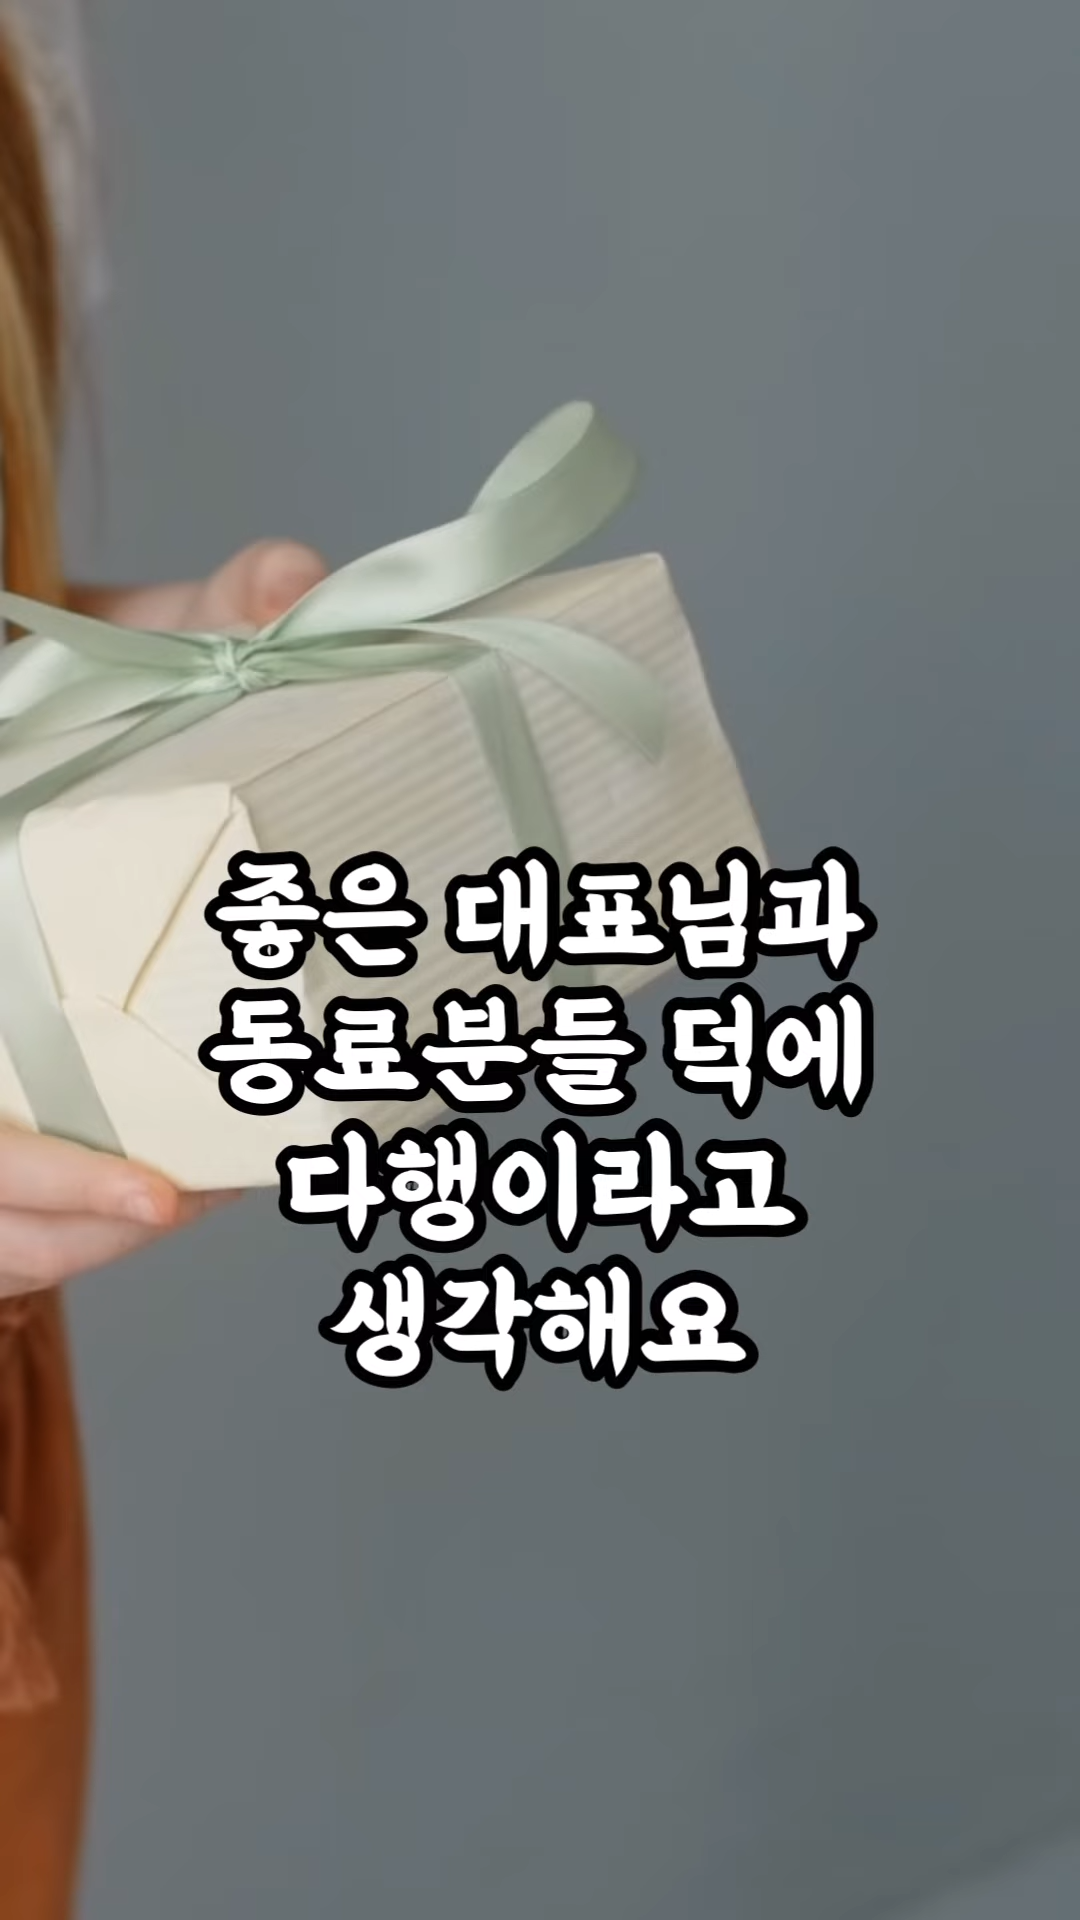 좋은 대표님과
동료분들 덕에
다행이라고
생각해요